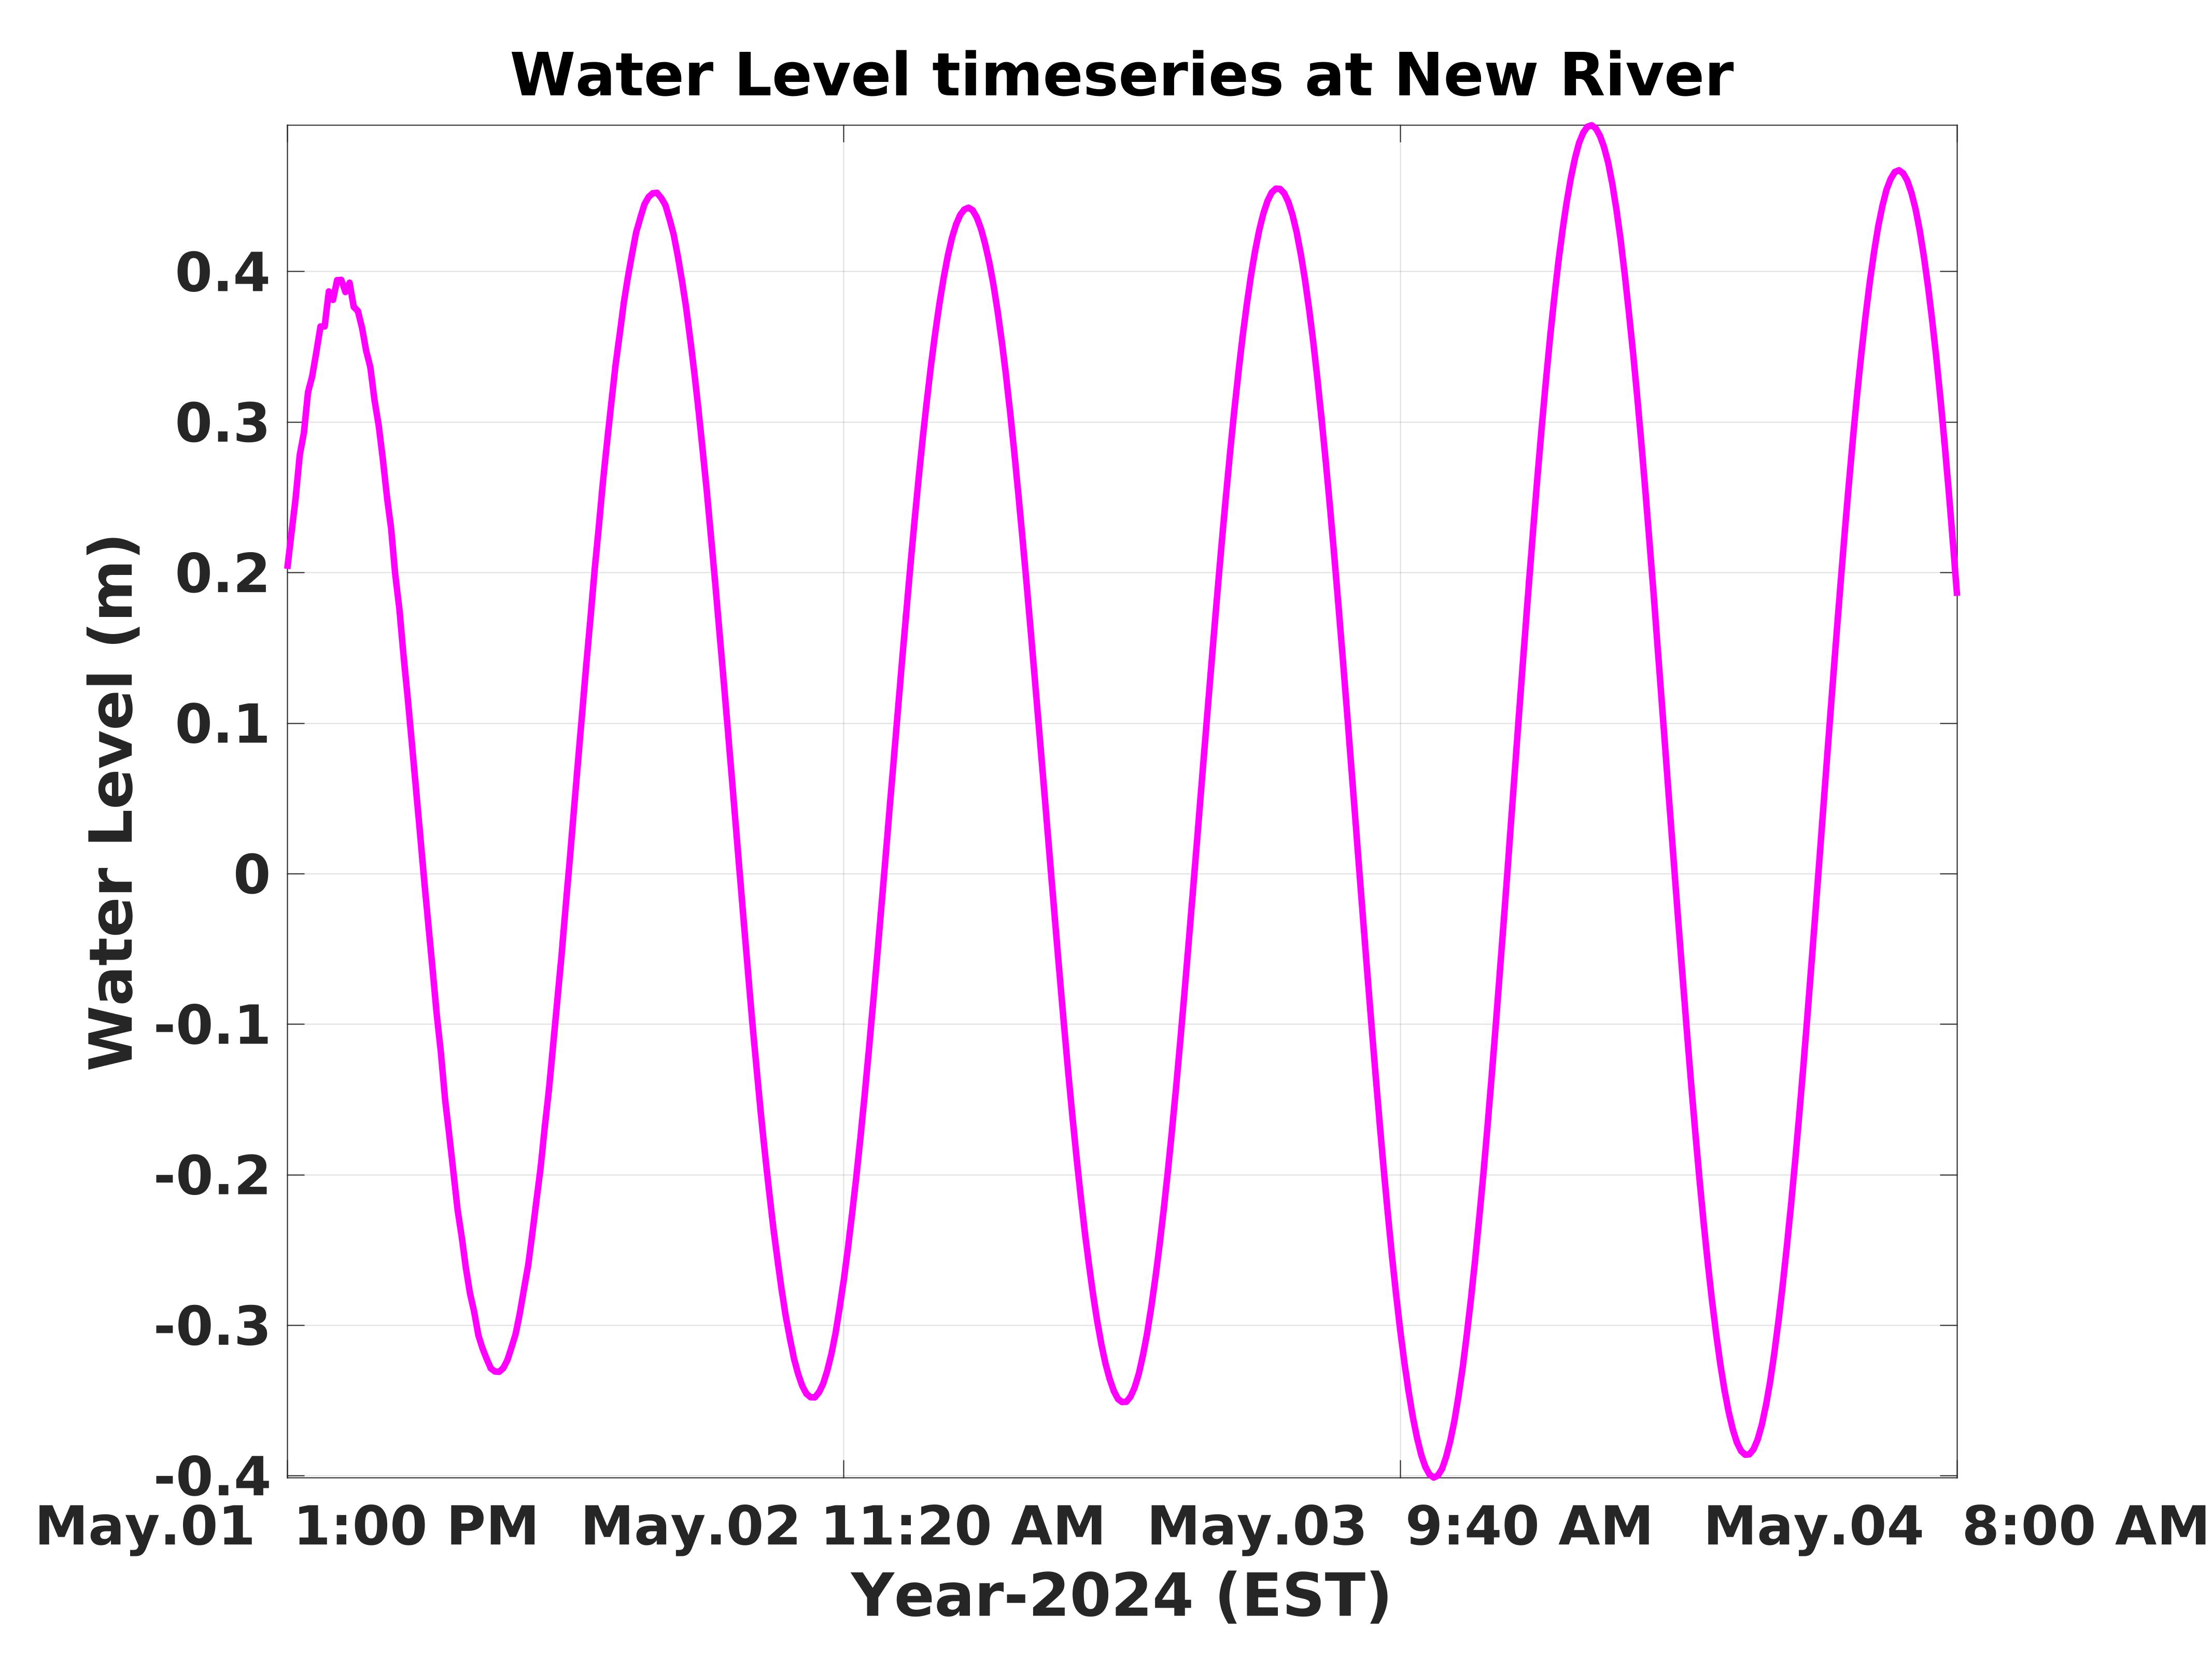 Water Level timeseries at New River
Water Level (m)
0.4
0.3
0.2
0.1
0
-0.1
-0.2
-0.3
-0.4
May.01 1:00 PM May.02 11:20 AM May.03 9:40 AM May.04 8:00 AM
Year-2024 (EST)